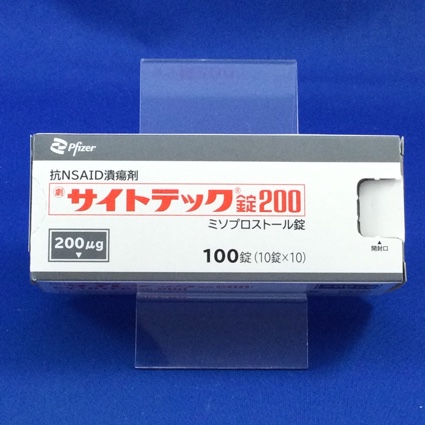 Pfizer
抗NSAID潰瘍剤
劇 サイトテック®錠200
ミソプロストール錠
200μg
100錠(10錠×10)
開封口